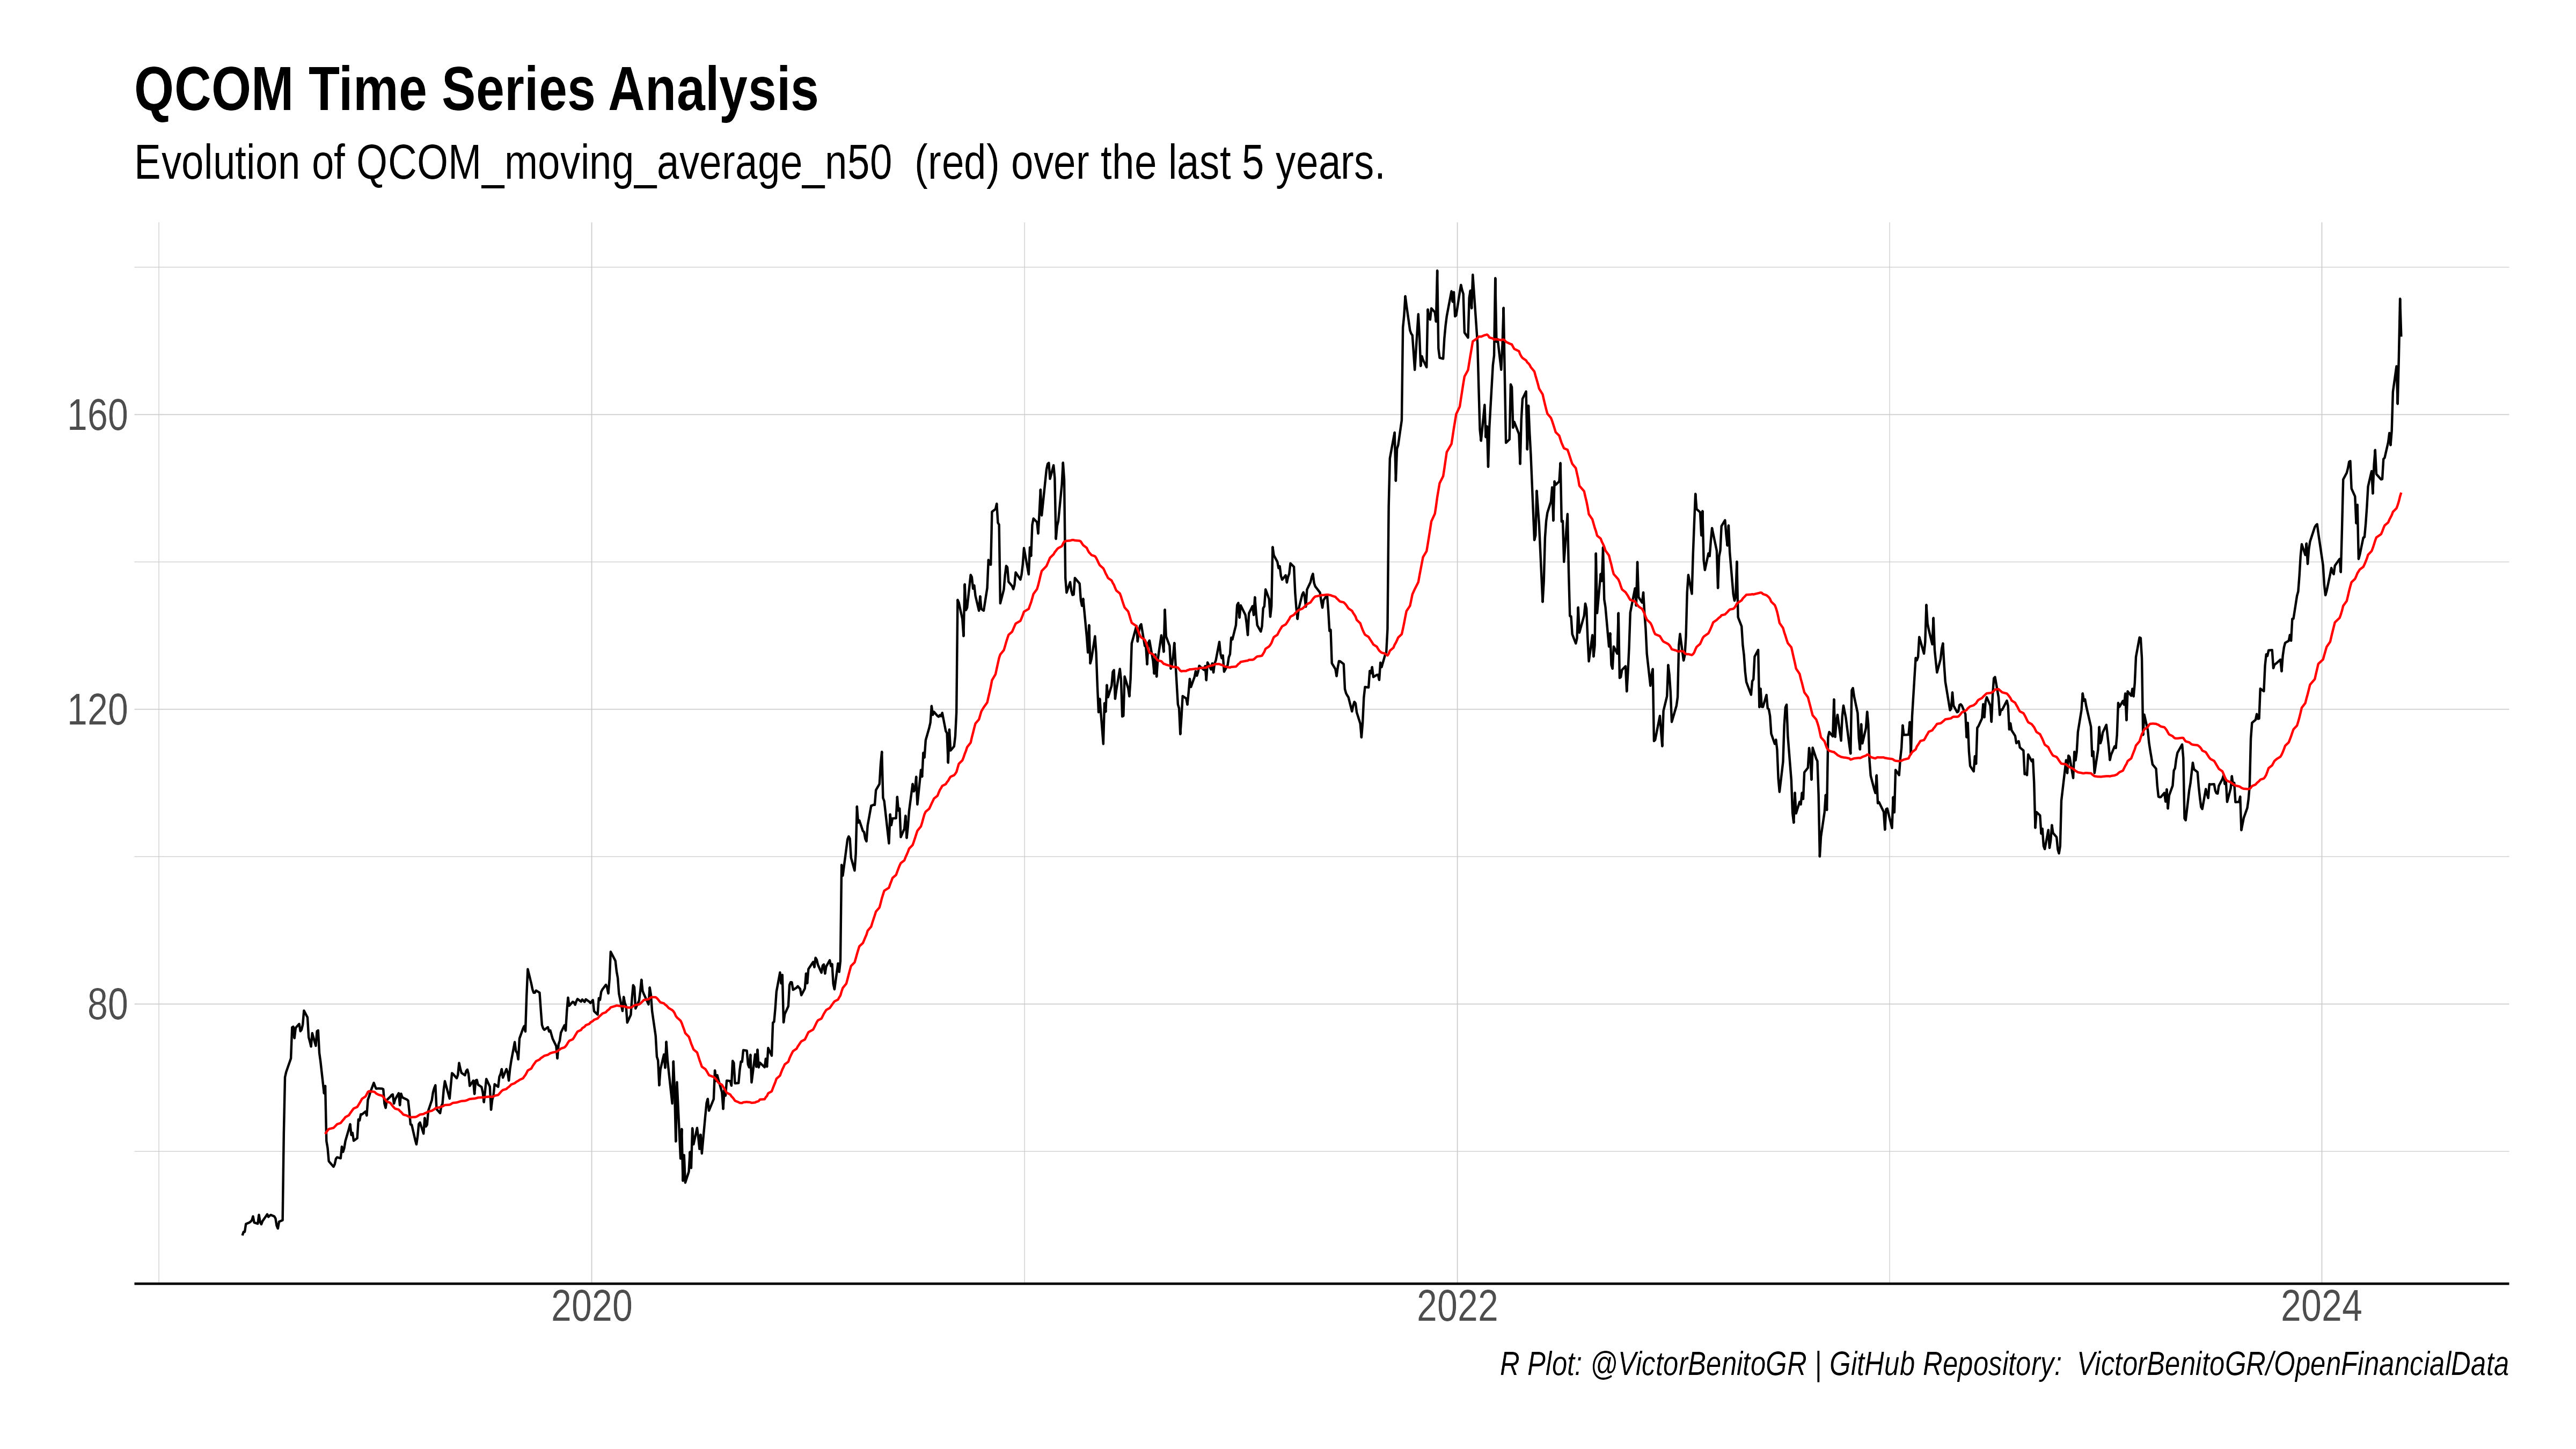 QCOM Time Series Analysis
Evolution of QCOM_moving_average_n50  (red) over the last 5 years.
160
120
80
2020 2022 2024
R Plot: @VictorBenitoGR | GitHub Repository:  VictorBenitoGR/OpenFinancialData